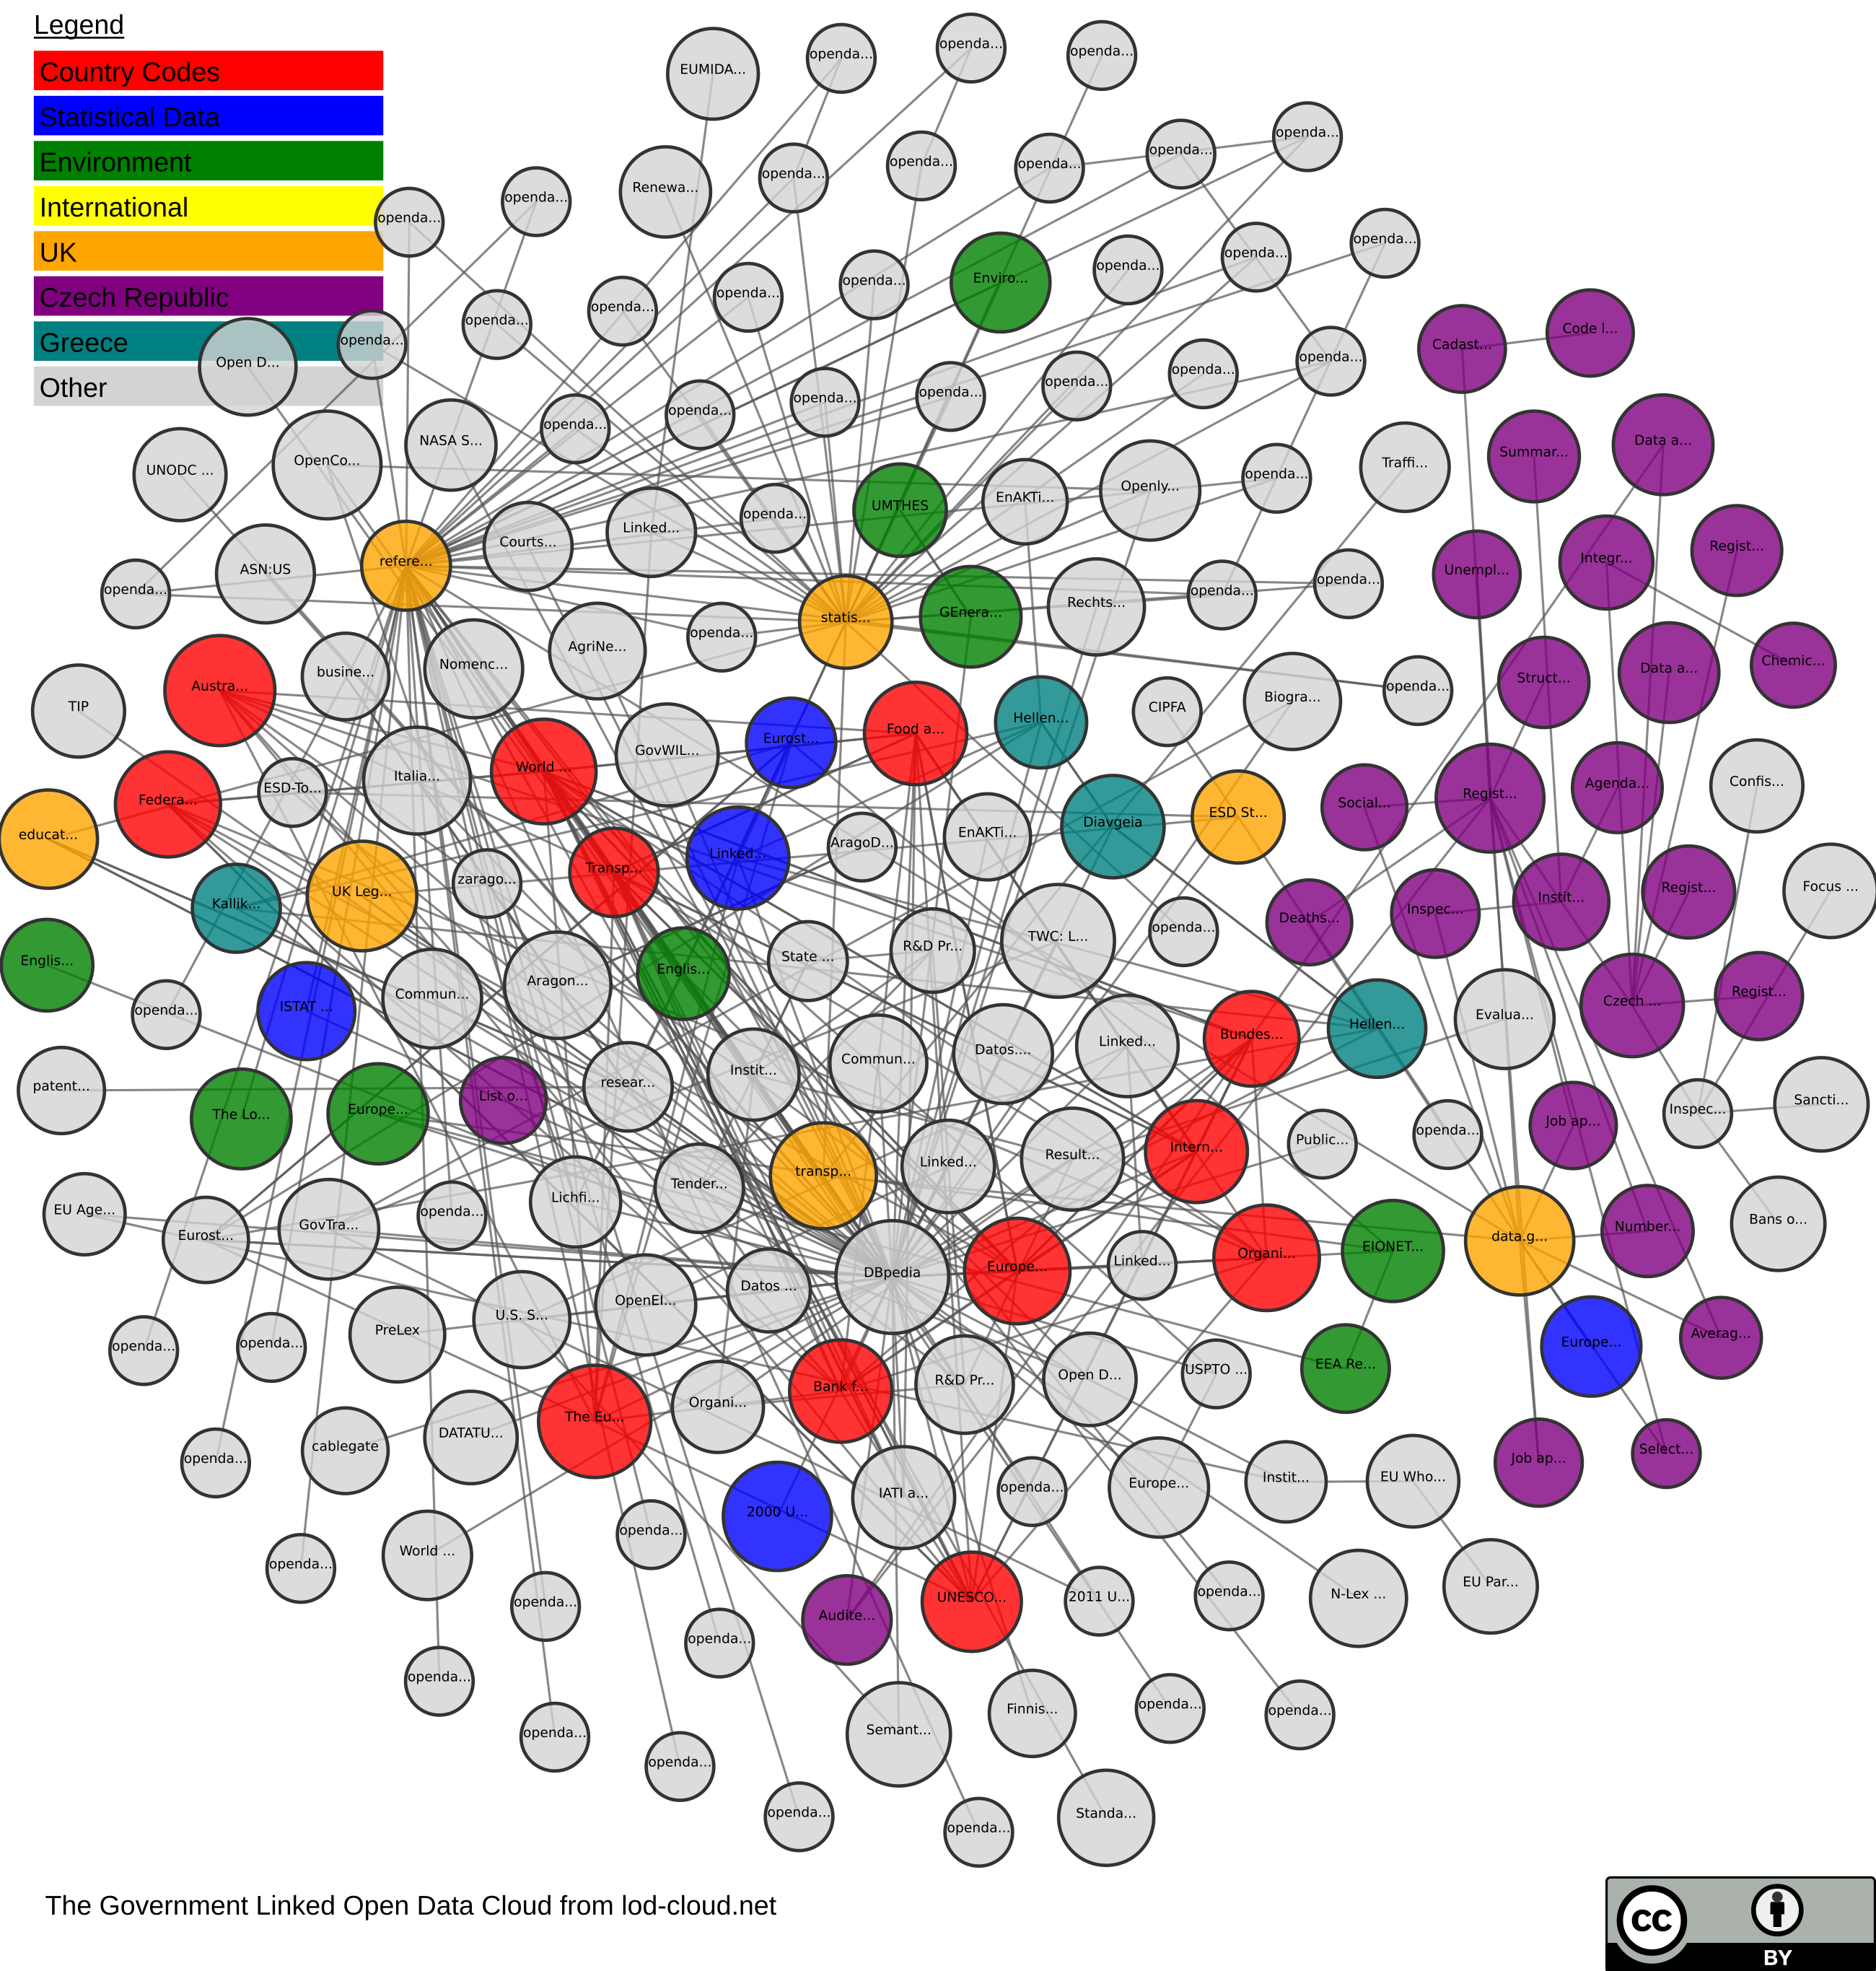 Legend
Country Codes
Statistical Data
Environment
International
UK
Czech Republic
Greece
Other
EUMIDA...
openda...
openda...
openda...
Renewa...
openda...
openda...
openda...
openda...
openda...
openda...
openda...
openda...
openda...
openda...
openda...
Enviro...
openda...
openda...
openda...
Open D...
openda...
openda...
Cadast...
Code l...
NASA S...
openda...
openda...
openda...
openda...
openda...
openda...
openda...
UNODC ...
OpenCo...
Traffi...
Summar...
Data a...
Courts...
Linked...
openda...
UMTHES
EnAKTi...
Openly...
openda...
openda...
ASN:US
refere...
Unempl...
Integr...
Regist...
statis...
GEnera...
Rechts...
openda...
openda...
TIP
Austra...
busine...
Nomenc...
AgriNe...
openda...
Struct...
Data a...
Chemic...
Hellen...
CIPFA
Biogra...
openda...
Federa...
ESD-To...
Italia...
World ...
GovWIL...
Eurost...
Food a...
educat...
Kallik...
UK Leg...
zarago...
Transp...
Linked...
AragoD...
EnAKTi...
Diavgeia
ESD St...
Social...
Regist...
Agenda...
Confis...
Englis...
openda...
ISTAT ...
Commun...
Aragon...
Englis...
State ...
R&D Pr...
TWC: L...
openda...
Deaths...
Inspec...
Instit...
Regist...
Focus ...
patent...
The Lo...
Europe...
List o...
resear...
Instit...
Commun...
Datos....
Linked...
Bundes...
Hellen...
Evalua...
Czech ...
Regist...
EU Age...
Eurost...
GovTra...
openda...
Lichfi...
Tender...
transp...
Linked...
Result...
Intern...
Public...
openda...
Job ap...
Inspec...
Sancti...
openda...
openda...
PreLex
U.S. S...
OpenEI...
Datos ...
DBpedia
Europe...
Linked...
Organi...
EIONET...
data.g...
Number...
Bans o...
openda...
cablegate
DATATU...
The Eu...
Organi...
Bank f...
R&D Pr...
Open D...
USPTO ...
EEA Re...
Europe...
Averag...
openda...
World ...
openda...
openda...
2000 U...
IATI a...
openda...
Europe...
Instit...
EU Who...
Job ap...
Select...
openda...
openda...
openda...
Audite...
UNESCO...
2011 U...
openda...
N-Lex ...
EU Par...
openda...
openda...
Semant...
Finnis...
openda...
openda...
openda...
Standa...
The Government Linked Open Data Cloud from lod-cloud.net
cc
BY